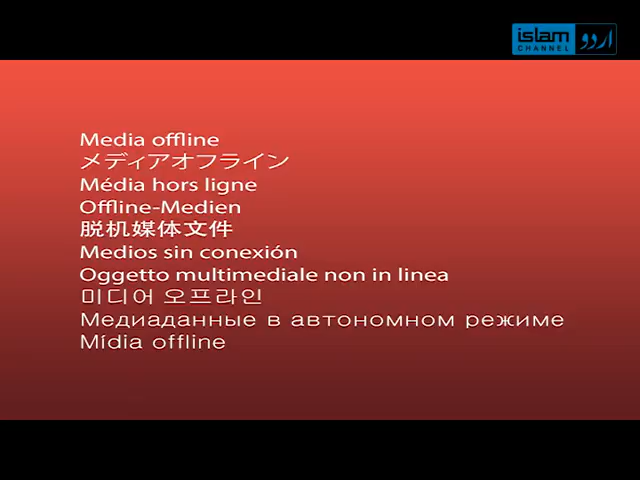 islam
CHANNEL
اردو
Media offline
メディアオフライン
Média hors ligne
Offline-Medien
脱机媒体文件
Medios sin conexión
Oggetto multimediale non in linea
미디어 오프라인
Медиаданные в автономном режиме
Mídia offline